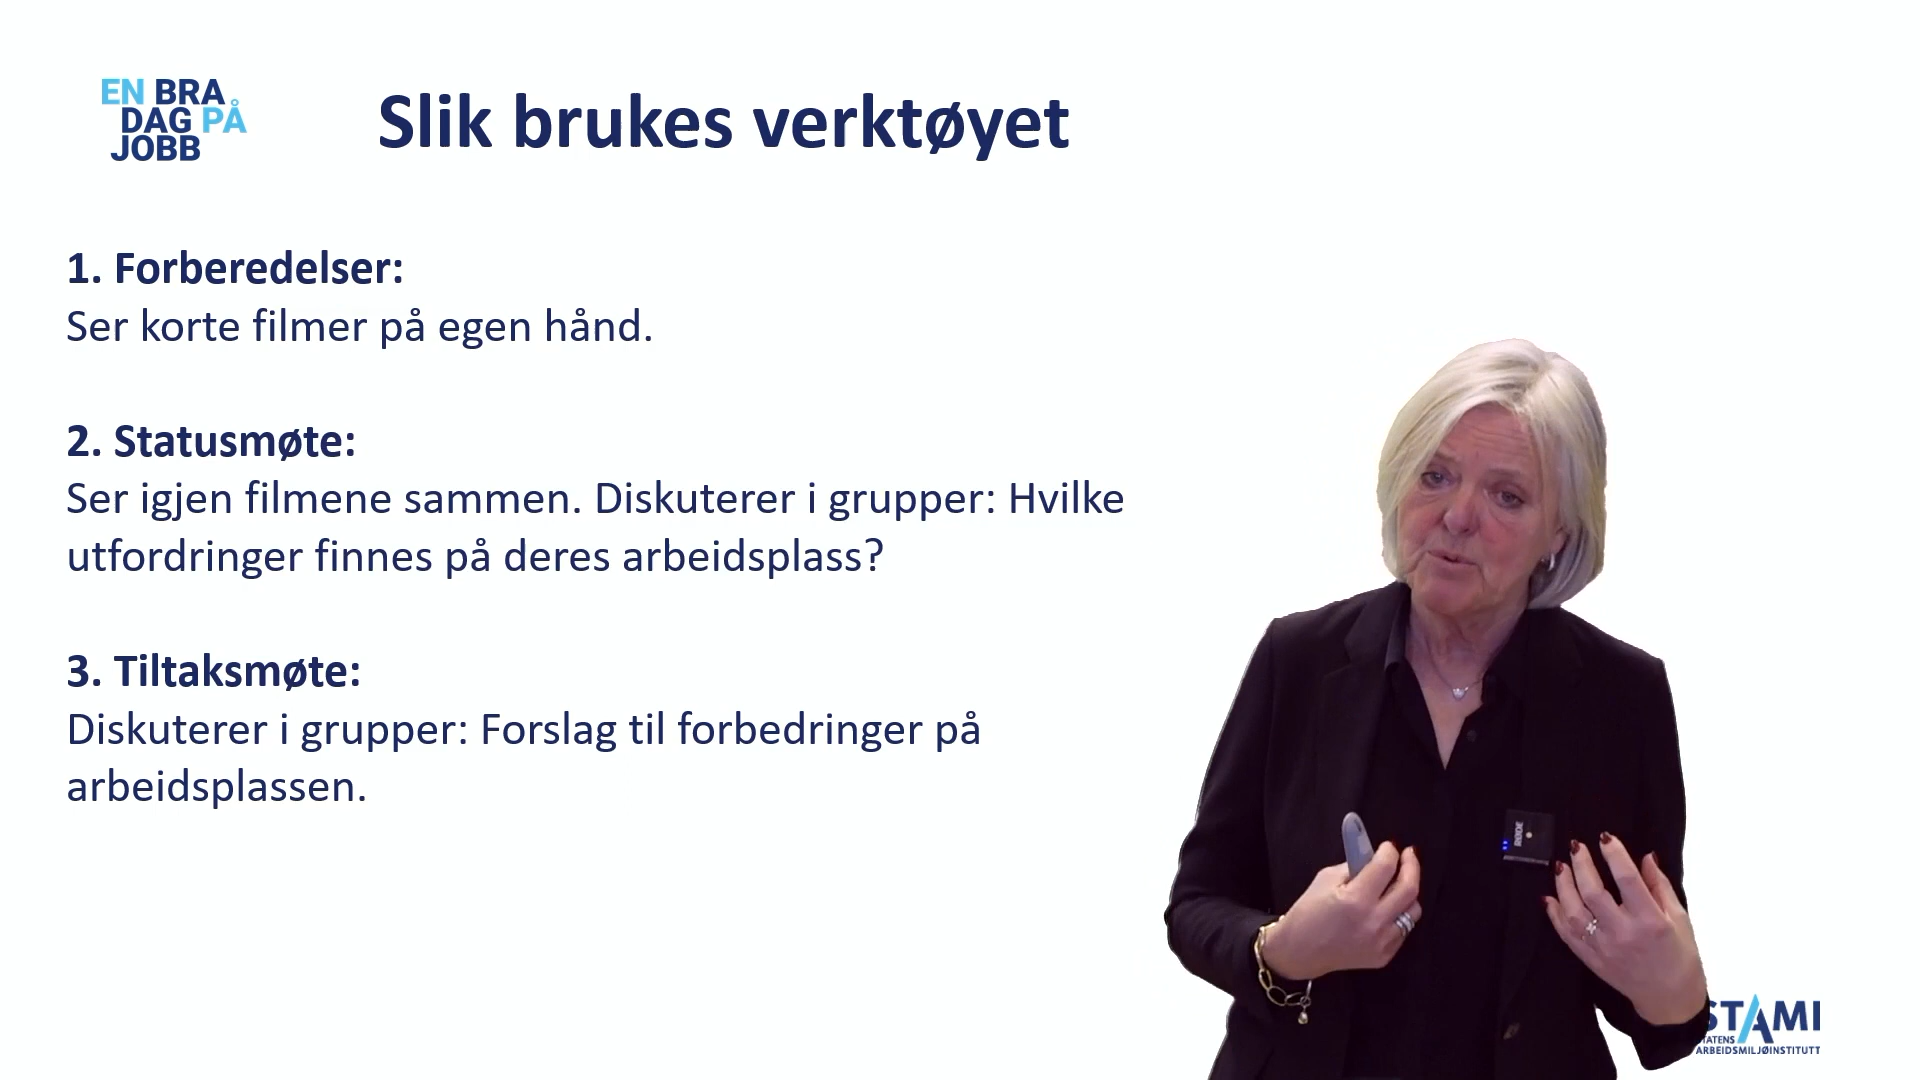 EN BRA
DAG PÅ
JOBB
Slik brukes verktøyet
1. Forberedelser:
Ser korte filmer på egen hånd.
2. Statusmøte:
Ser igjen filmene sammen. Diskuterer i grupper: Hvilke
utfordringer finnes på deres arbeidsplass?
3. Tiltaksmøte:
Diskuterer i grupper: Forslag til forbedringer på
arbeidsplassen.
RØDE
STAMI
TATENS
ARBEIDSMILJØINSTITUTT